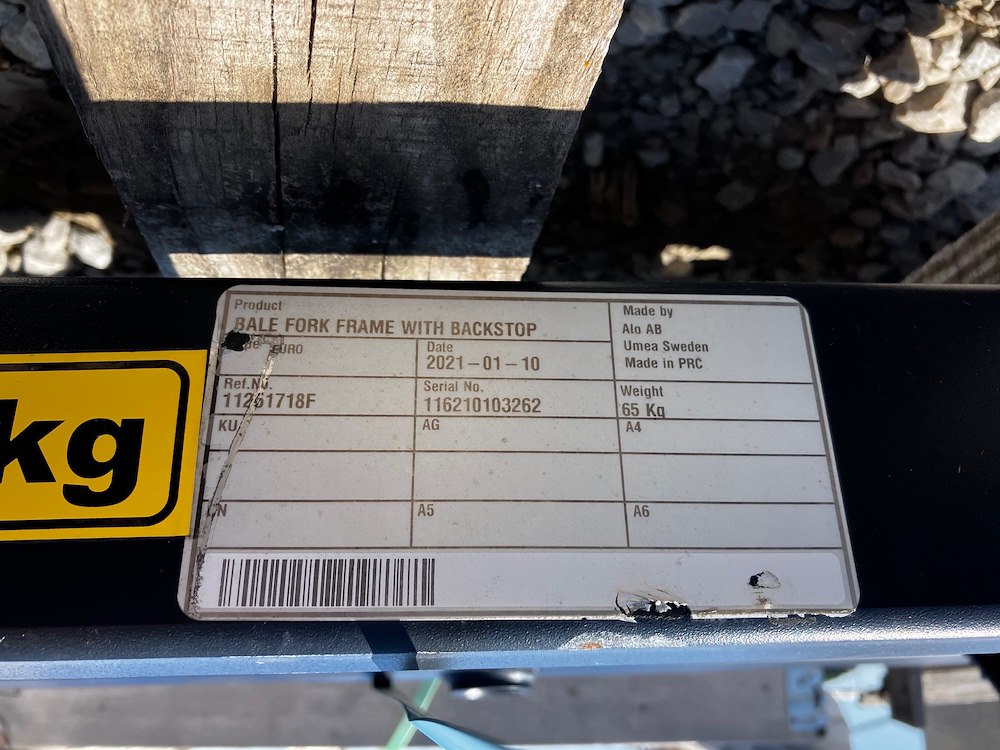 Product
BALE FORK FRAME WITH BACKSTOP
EURO
Date
2021-01-10
Ref.No.
11261718F
Serial No.
116210103262
Made by
Alo AB
Umea Sweden
Made in PRC
Weight
65 Kg
KU
AG
A4
A5
A6
kg